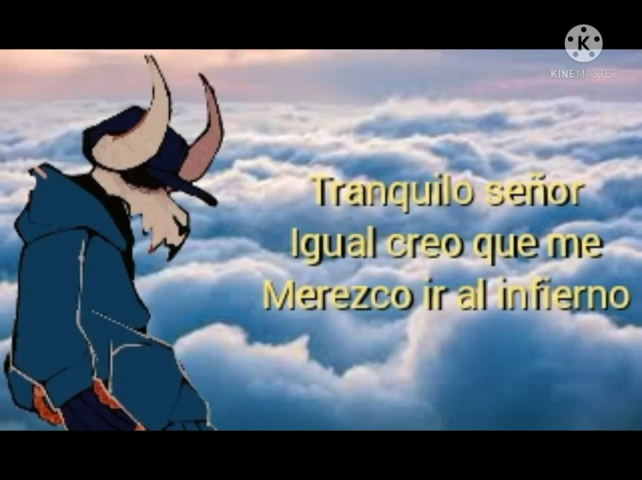 KINEMASTER
Tranquilo señor
Igual creo que me
Merezco ir al infierno